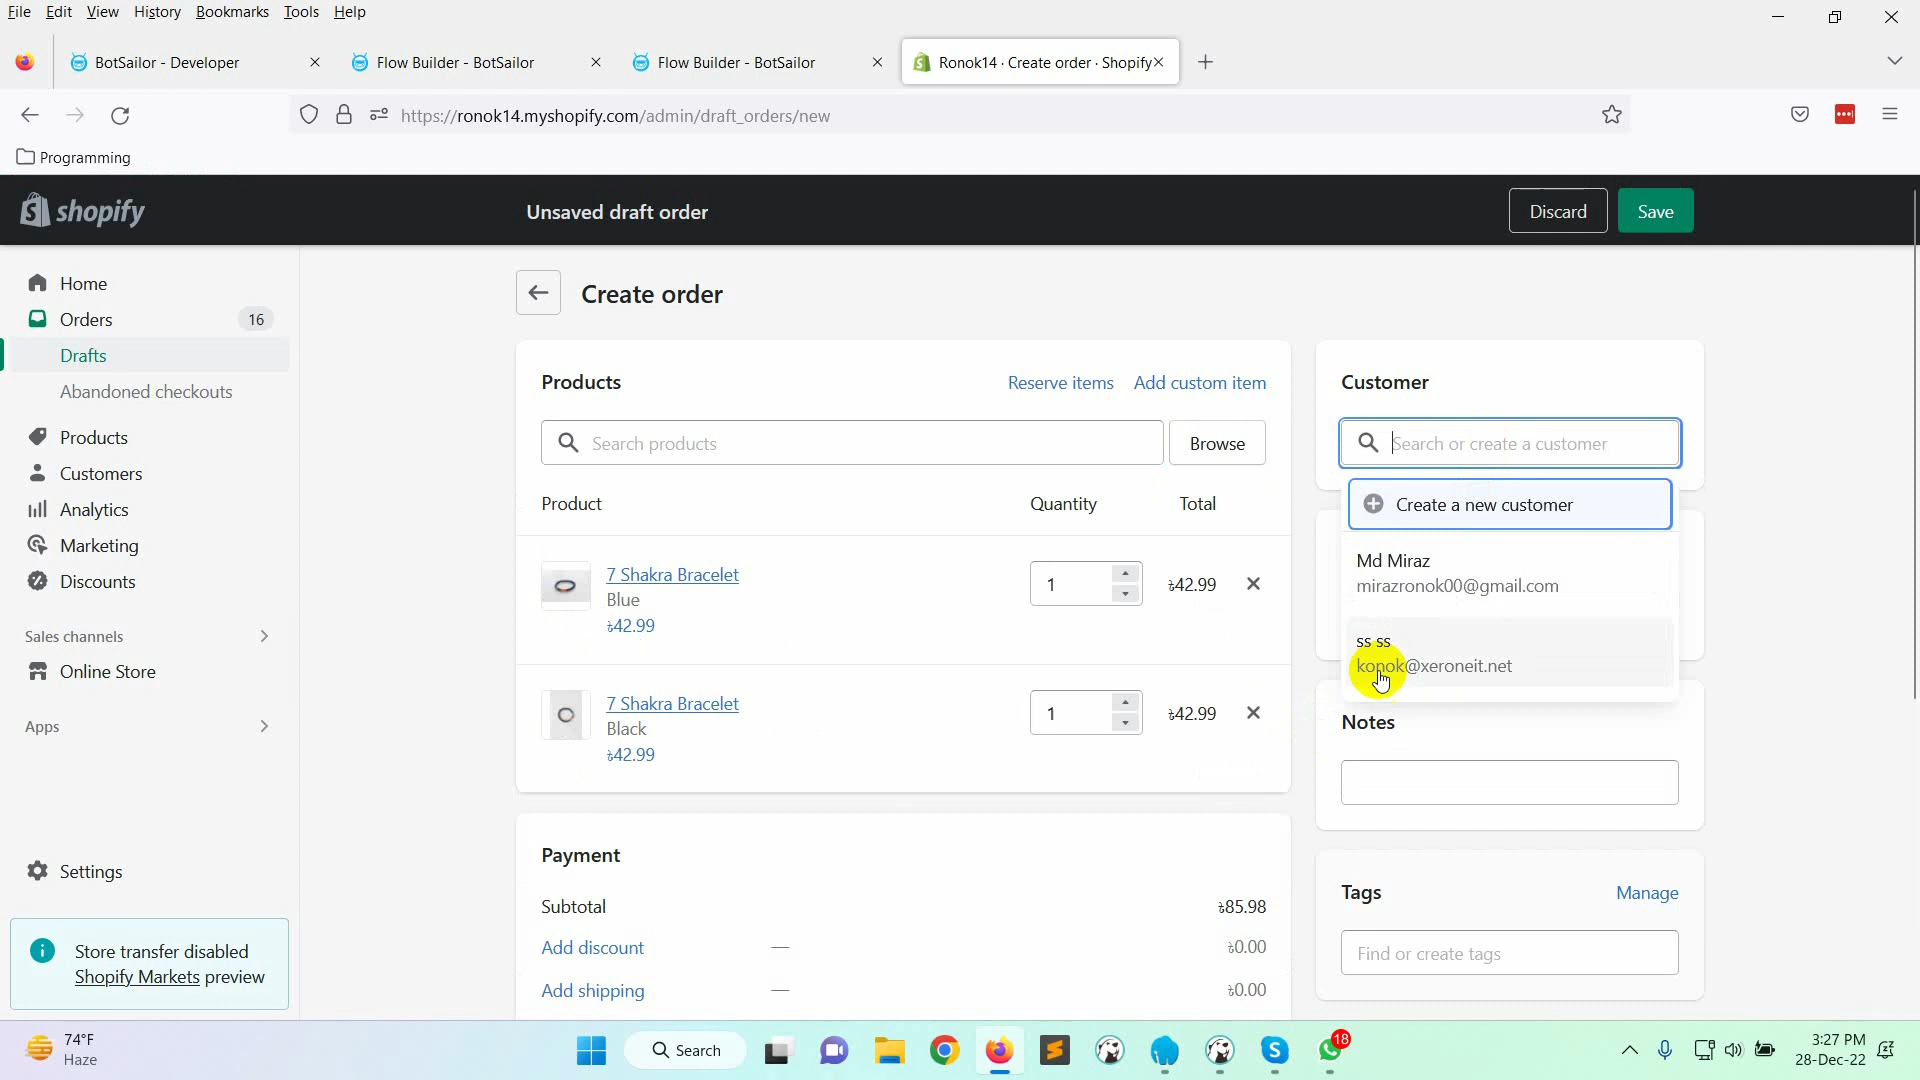 File Edit View History Bookmarks Tools Help
BotSailor - Developer
Flow Builder - BotSailor
Flow Builder - BotSailor
Ronok14 · Create order · Shopify
https://ronok14.myshopify.com/admin/draft_orders/new
Programming
shopify
Unsaved draft order
Discard
Save
Home
Orders 16
Drafts
Abandoned checkouts
Products
Customers
Analytics
Marketing
Discounts
Sales channels
Online Store
Apps
Settings
Store transfer disabled
Shopify Markets preview
Create order
Products
Reserve items
Add custom item
Search products
Browse
Product Quantity Total
7 Shakra Bracelet
Blue
৳42.99
1
৳42.99
7 Shakra Bracelet
Black
৳42.99
1
৳42.99
Payment
Subtotal ৳85.98
Add discount — ৳0.00
Add shipping — ৳0.00
Customer
Search or create a customer
Create a new customer
Md Miraz
mirazronok00@gmail.com
ss ss
konok@xeroneit.net
Notes
Tags
Manage
Find or create tags
74°F
Haze
Search
18
3:27 PM
28-Dec-22